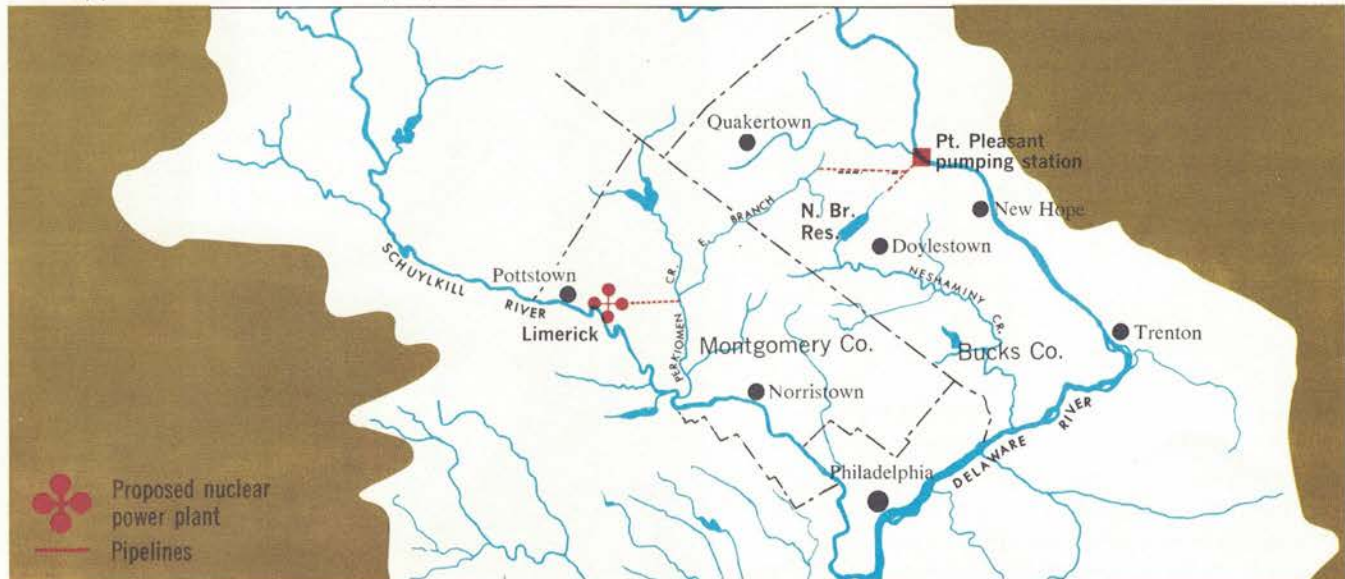 Quakertown
Pt. Pleasant
pumping station
E. BRANCH
N. Br.
Res.
New Hope
Doylestown
SCHUYLKILL
RIVER
Pottstown
PERKIOMEN CR.
NESHAMINY CR.
Limerick
Trenton
Montgomery Co.
Bucks Co.
Norristown
DELAWARE RIVER
Philadelphia
Proposed nuclear
power plant
Pipelines